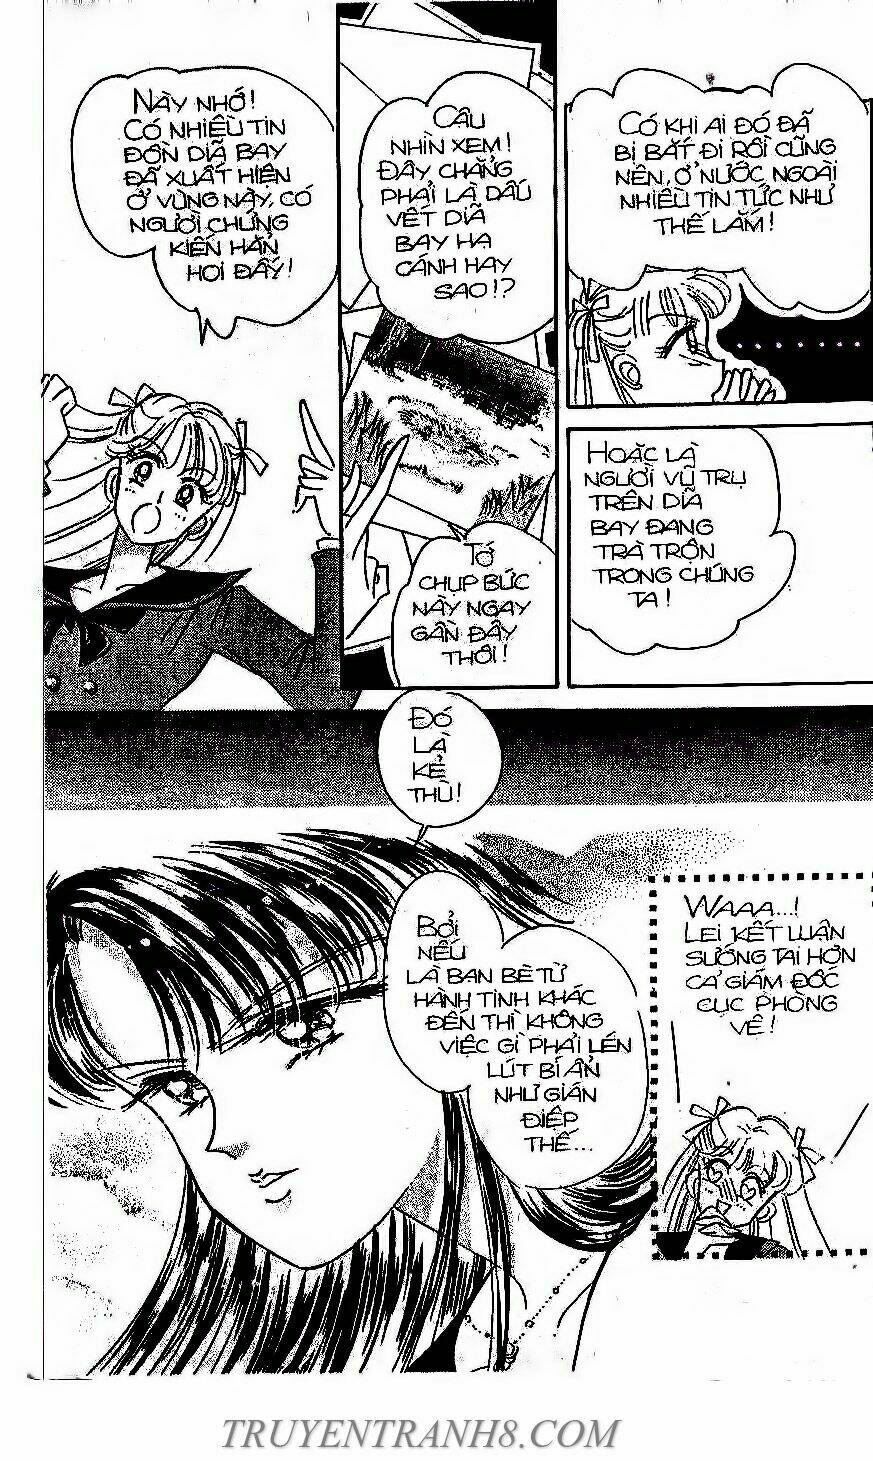 NÀY NHỚ!
CÓ NHIỀU TIN
ĐỒN DIÃ BAY
ĐÃ XUẤT HIỆN
Ở VÙNG NÀY, CÓ
NGƯỜI CHỨNG
KIẾN HẲN
HOI ĐẤY!
CẬU
NHÌN XEM!
ĐÂY CHẲNG
PHẢI LÀ DẤU
VẾT DIÃ
BAY HẠ
CÁNH HAY
SAO!?
TỚ
CHỤP BỨC
NÀY NGAY
GẦN ĐÂY
THÔI!
CÓ KHI AI ĐÓ ĐÃ
BỊ BẮT ĐI RỒI CŨNG
NÊN, Ở NƯỚC NGOÀI
NHIỀU TIN TỨC NHƯ
THẾ LẮM!
HOẶC LÀ
NGƯỜI VŨ TRỤ
TRÊN DĨA
BAY ĐANG
TRÀ TRỘN
TRONG CHÚNG
TA!
ĐÓ
LÀ
KẺ
THÙ!
BỞI
NẾU
LÀ BẠN BÈ TỪ
HÀNH TINH KHÁC
ĐẾN THÌ KHÔNG
VIỆC GÌ PHẢI LÉN
LÚT BÍ ẨN
NHƯ GIÁN
ĐIỆP
THẾ...
WAAA...!
LEI KẾT LUẬN
SƯỚNG TAI HƠN
CẢ GIÁM ĐỐC
CỤC PHÒNG
VỆ!
TRUYENTRANH8.COM